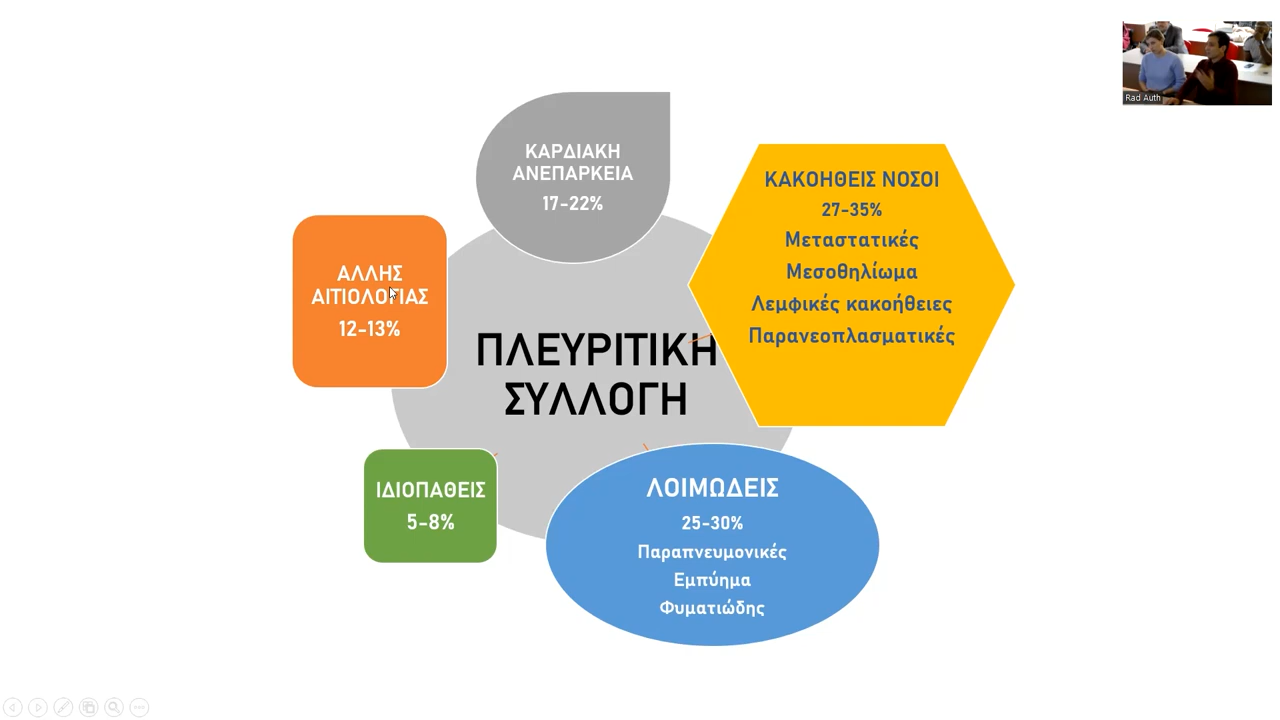 Rad Auth
ΚΑΡΔΙΑΚΗ
ΑΝΕΠΑΡΚΕΙΑ
17-22%
ΚΑΚΟΗΘΕΙΣ ΝΟΣΟΙ
27-35%
Μεταστατικές
Μεσοθηλίωμα
Λεμφικές κακοήθειες
Παρανεοπλασματικές
ΑΛΛΗΣ
ΑΙΤΙΟΛΟΓΙΑΣ
12-13%
ΠΛΕΥΡΙΤΙΚΗ
ΣΥΛΛΟΓΗ
ΙΔΙΟΠΑΘΕΙΣ
5-8%
ΛΟΙΜΩΔΕΙΣ
25-30%
Παραπνευμονικές
Εμπύημα
Φυματιώδης